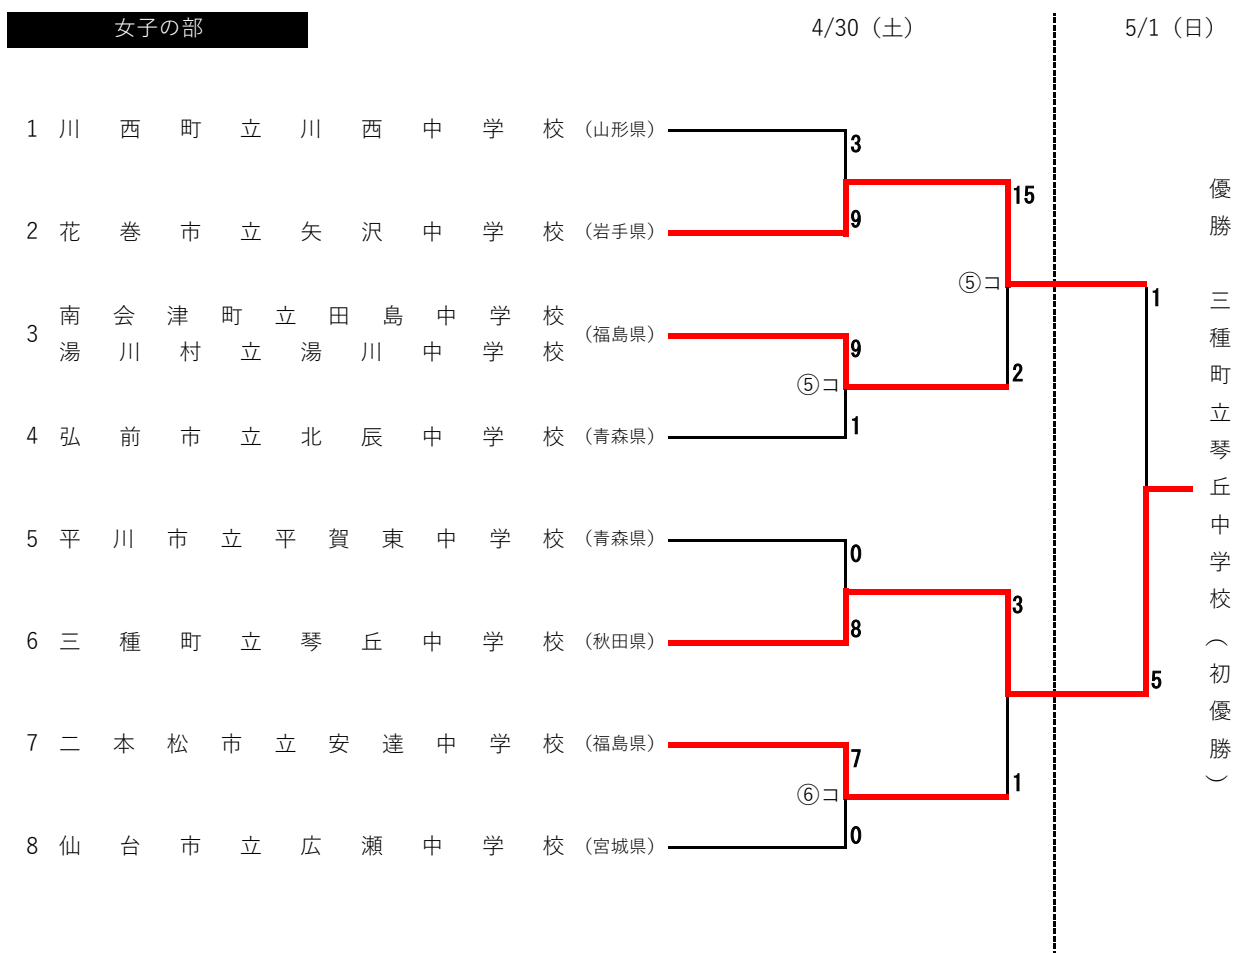 女子の部
4/30（土）
5/1（日）
1 川西町立川西中学校（山形県）
3
2 花巻市立矢沢中学校（岩手県）
9
15
⑤コ
3 南会津町立田島中学校
湯川村立湯川中学校
（福島県）
9
⑤コ
2
4 弘前市立北辰中学校（青森県）
1
1
5 平川市立平賀東中学校（青森県）
0
6 三種町立琴丘中学校（秋田県）
8
3
7 二本松市立安達中学校（福島県）
7
⑥コ
1
8 仙台市立広瀬中学校（宮城県）
0
5
優勝 三種町立琴丘中学校（初優勝）